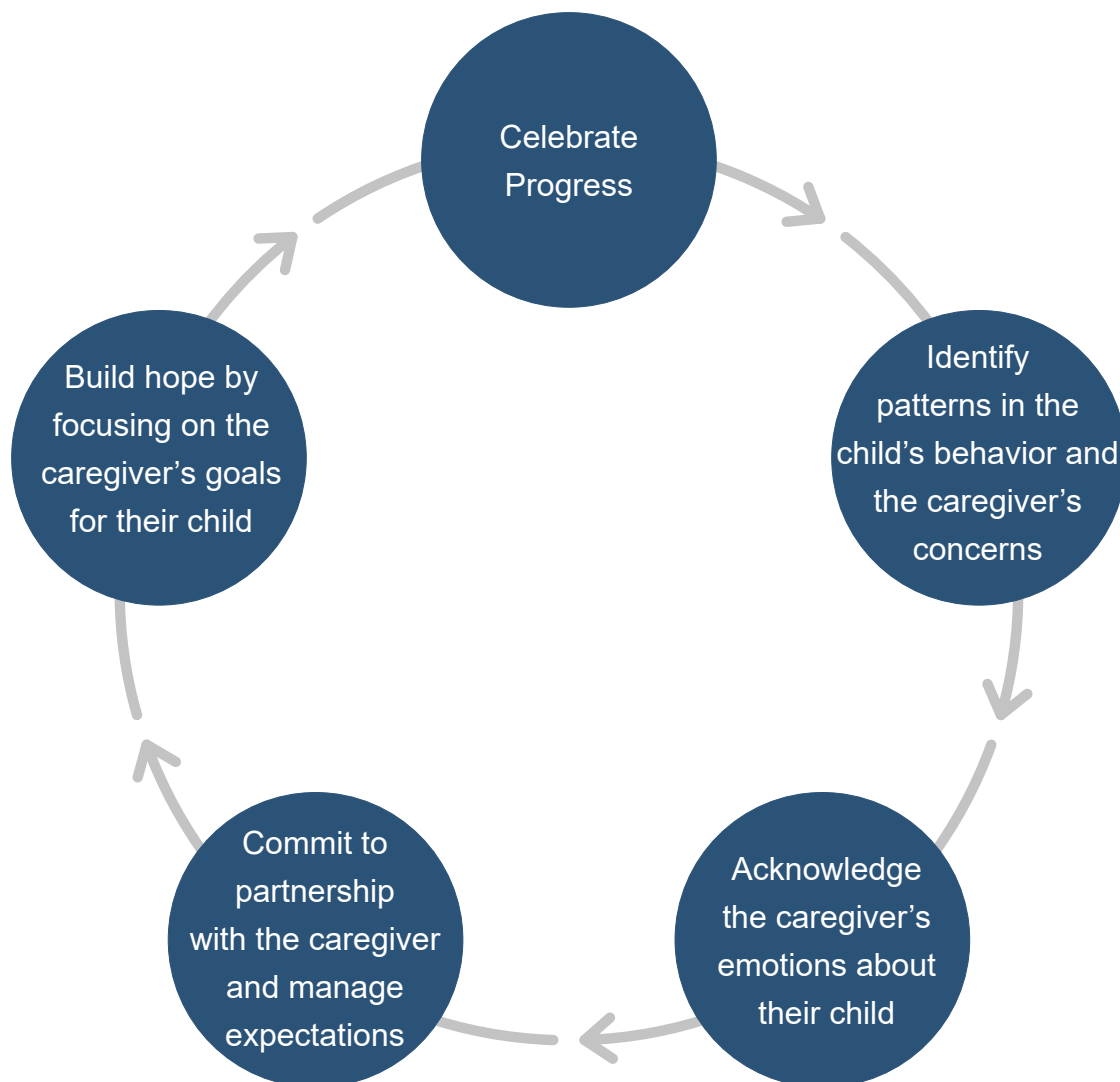 Celebrate
Progress
Identify
patterns in the
child’s behavior and
the caregiver’s
concerns
Acknowledge
the caregiver’s
emotions about
their child
Commit to
partnership
with the caregiver
and manage
expectations
Build hope by
focusing on the
caregiver’s goals
for their child